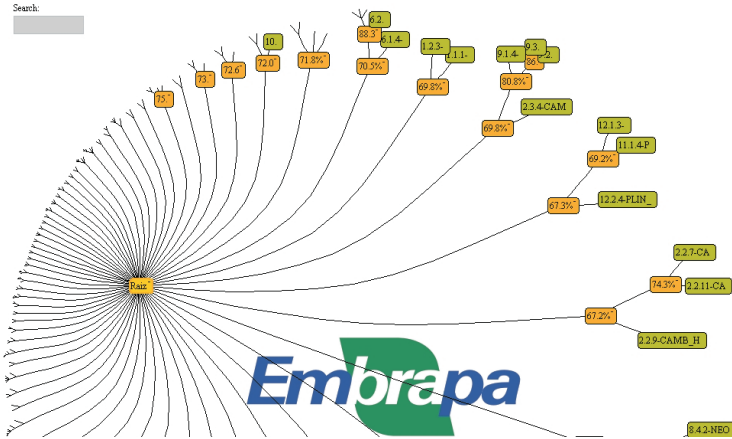 Search:
6.2.
10.
88.3"
6.1.4-
1.2.3-
1.1.1-
9.3.
9.1.4-
2.
86
71.8%"
72.0"
70.5%"
72.6"
73."
75."
69.8%"
80.8%"
2.3.4-CAM
69.8%"
12.1.3-
11.1.4-P
69.2%"
12.2.4-PLIN_
67.3%"
2.2.7-CA
74.3%"
2.2.11-CA
Raiz"
67.2%"
2.2.9-CAMB_H
Embrapa
8.4.2-NEO